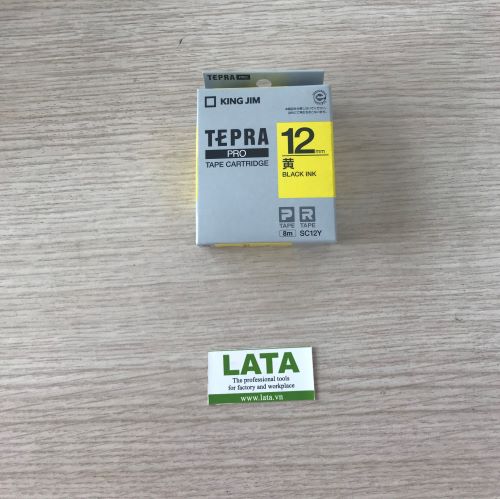 TEPRA PRO
KING JIM
TEPRA
PRO
TAPE CARTRIDGE
12mm
黄
BLACK INK
P R
TAPE TAPE
8m SC12Y
LATA
The professional tools
for factory and workplace
www.lata.vn